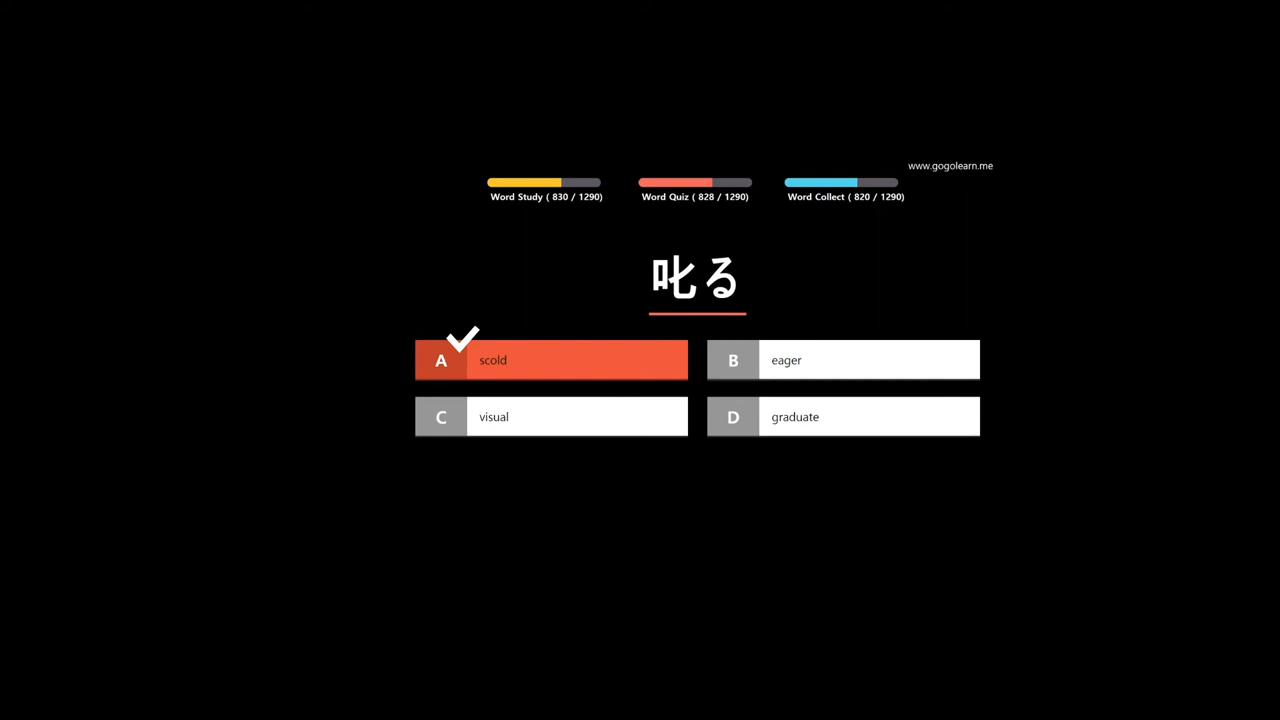 www.gogolearn.me
Word Study ( 830 / 1290)
Word Quiz ( 828 / 1290)
Word Collect ( 820 / 1290)
叱る
A scold
B eager
C visual
D graduate